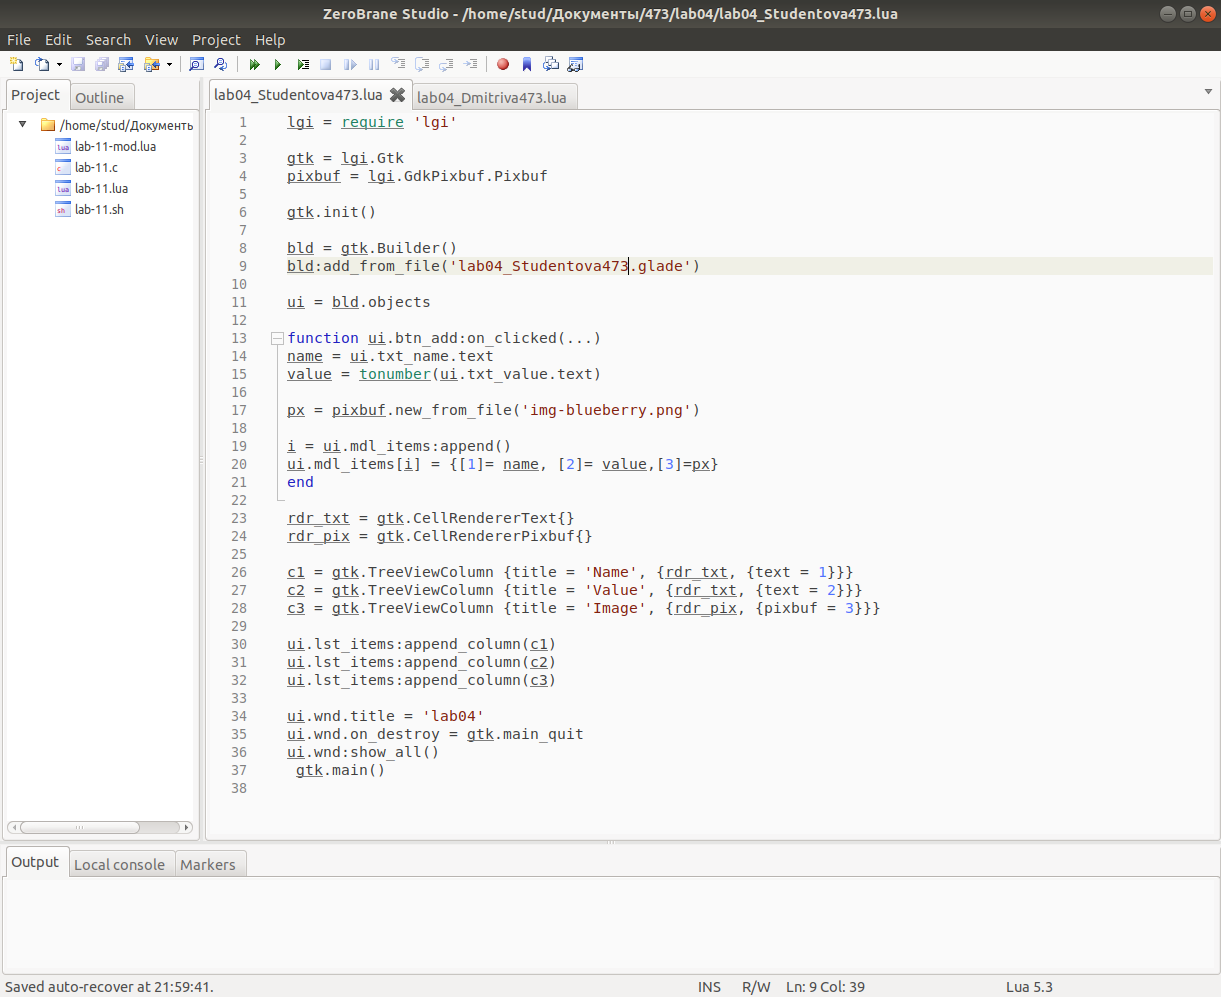 ZeroBrane Studio - /home/stud/Документы/473/lab04/lab04_Studentova473.lua
File Edit Search View Project Help
Project Outline
/home/stud/Документы
lab-11-mod.lua
lab-11.c
lab-11.lua
lab-11.sh
lab04_Studentova473.lua lab04_Dmitriva473.lua
1 lgi = require 'lgi'
2
3 gtk = lgi.Gtk
4 pixbuf = lgi.GdkPixbuf.Pixbuf
5
6 gtk.init()
7
8 bld = gtk.Builder()
9 bld:add_from_file('lab04_Studentova473.glade')
10
11 ui = bld.objects
12
13 function ui.btn_add:on_clicked(...)
14 name = ui.txt_name.text
15 value = tonumber(ui.txt_value.text)
16
17 px = pixbuf.new_from_file('img-blueberry.png')
18
19 i = ui.mdl_items:append()
20 ui.mdl_items[i] = {[1]= name, [2]= value,[3]=px}
21 end
22
23 rdr_txt = gtk.CellRendererText{}
24 rdr_pix = gtk.CellRendererPixbuf{}
25
26 c1 = gtk.TreeViewColumn {title = 'Name', {rdr_txt, {text = 1}}}
27 c2 = gtk.TreeViewColumn {title = 'Value', {rdr_txt, {text = 2}}}
28 c3 = gtk.TreeViewColumn {title = 'Image', {rdr_pix, {pixbuf = 3}}}
29
30 ui.lst_items:append_column(c1)
31 ui.lst_items:append_column(c2)
32 ui.lst_items:append_column(c3)
33
34 ui.wnd.title = 'lab04'
35 ui.wnd.on_destroy = gtk.main_quit
36 ui.wnd:show_all()
37 gtk.main()
38
Output Local console Markers
Saved auto-recover at 21:59:41. INS R/W Ln: 9 Col: 39 Lua 5.3